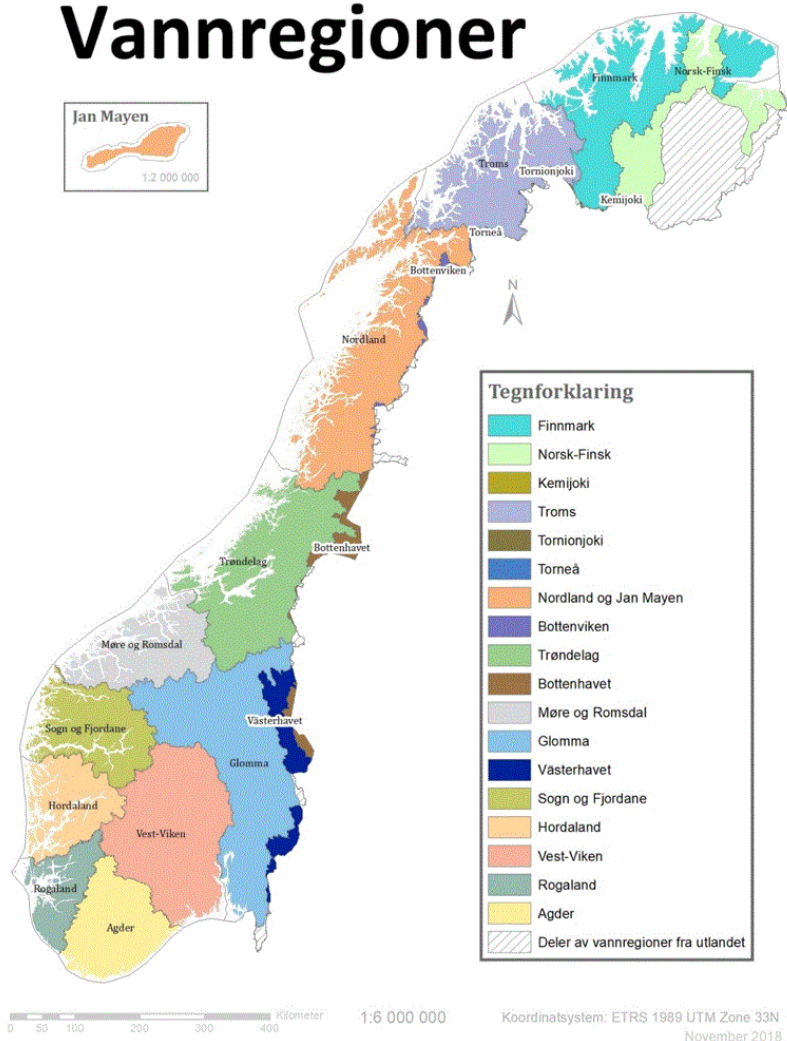 Vannregioner
Jan Mayen
1:2 000 000
Finnmark
Norsk-Finsk
Troms
Tornionjoki
Kemijoki
Torneå
Bottenviken
N
Nordland
Bottenhavet
Trøndelag
Møre og Romsdal
Sogn og Fjordane
Västerhavet
Glomma
Hordaland
Vest-Viken
Rogaland
Agder
Tegnforklaring
Finnmark
Norsk-Finsk
Kemijoki
Troms
Tornionjoki
Torneå
Nordland og Jan Mayen
Bottenviken
Trøndelag
Bottenhavet
Møre og Romsdal
Glomma
Västerhavet
Sogn og Fjordane
Hordaland
Vest-Viken
Rogaland
Agder
Deler av vannregioner fra utlandet
Kilometer
0 50 100 200 300 400
1:6 000 000
Koordinatsystem: ETRS 1989 UTM Zone 33N
November 2018